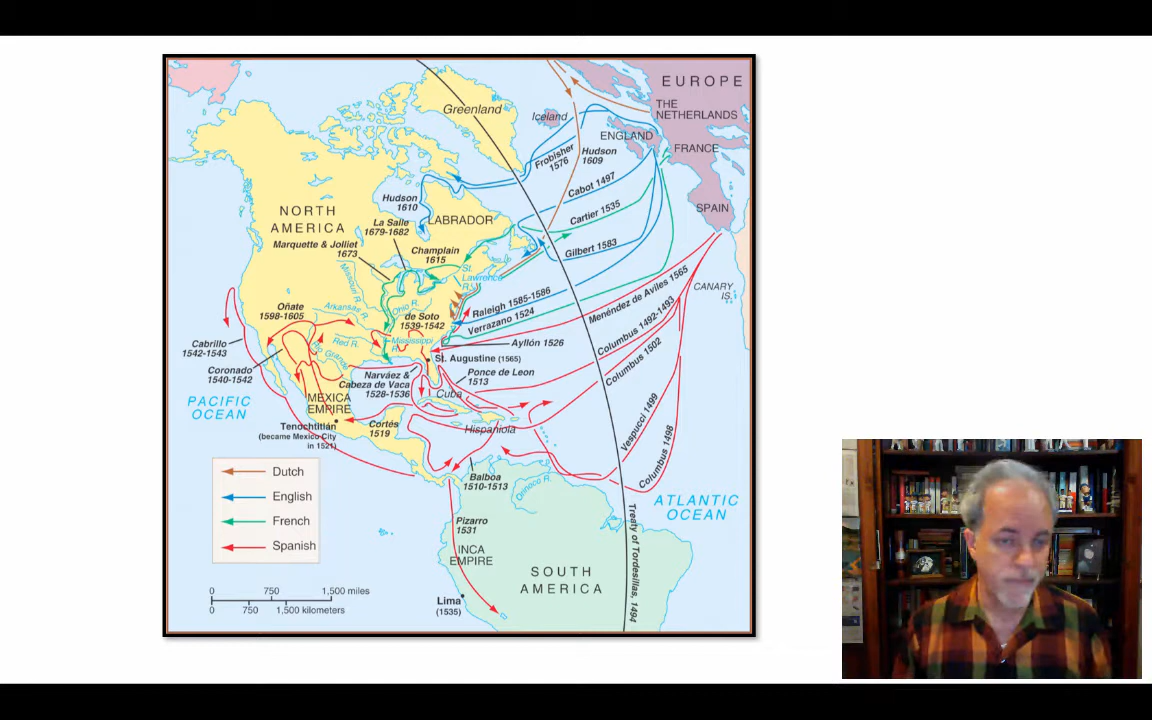 EUROPE
Greenland
THE
NETHERLANDS
Iceland
ENGLAND
FRANCE
Frobisher
1576
Hudson
1609
Cabot 1497
Hudson
1610
SPAIN
NORTH
AMERICA
La Salle
1679-1682
LABRADOR
Cartier 1535
Marquette & Jolliet
1673
Champlain
1615
Gilbert 1583
St.
Lawrence
R.
Missouri R.
CANARY
IS.
Menéndez de Aviles 1565
Raleigh 1585-1586
Verrazano 1524
Oñate
1598-1605
Arkansas R.
Ohio R.
de Soto
1539-1542
Columbus 1492-1493
Cabrillo
1542-1543
Red R.
Mississippi
R.
Ayllón 1526
Rio Grande
St. Augustine (1565)
Columbus 1502
Coronado
1540-1542
Narváez &
Cabeza de Vaca
1528-1536
Ponce de Leon
1513
PACIFIC
OCEAN
MEXICA
EMPIRE
Cuba
Vespucci 1499
Tenochtitlán
(became Mexico City
in 1521)
Cortés
1519
Hispaniola
Columbus 1498
Dutch
English
French
Spanish
Balboa
1510-1513
Orinoco R.
ATLANTIC
OCEAN
Treaty of Tordesillas, 1494
Pizarro
1531
INCA
EMPIRE
SOUTH
AMERICA
0 750 1,500 miles
0 750 1,500 kilometers
Lima
(1535)